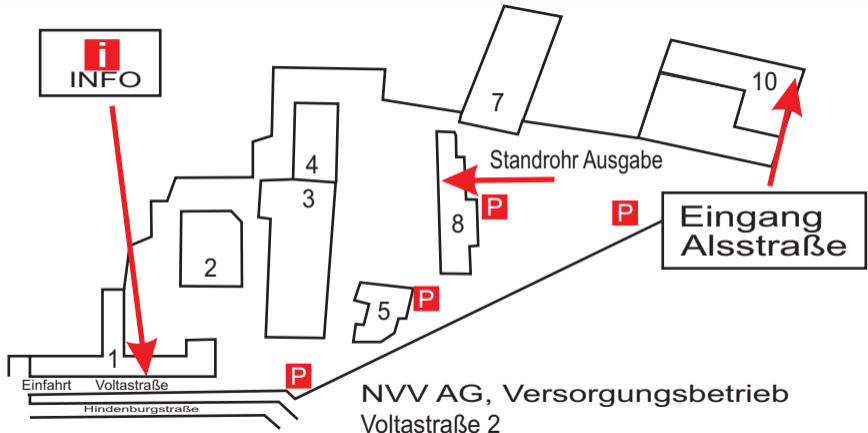 i
INFO
7
10
4
Standrohr Ausgabe
3
P
P
Eingang
Alsstraße
8
2
P
5
1
P
Einfahrt Voltastraße
NVV AG, Versorgungsbetrieb
Hindenburgstraße
Voltastraße 2